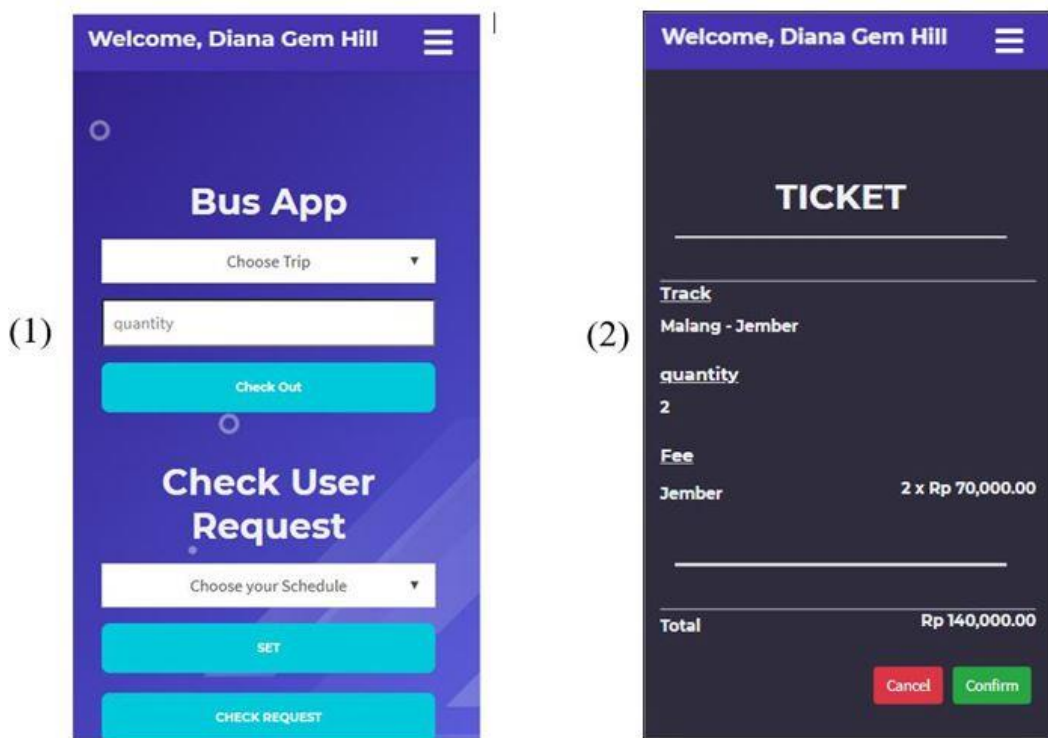 (1)
Welcome, Diana Gem Hill
Bus App
Choose Trip
quantity
Check Out
Check User
Request
Choose your Schedule
SET
CHECK REQUEST
(2)
Welcome, Diana Gem Hill
TICKET
Track
Malang - Jember
quantity
2
Fee
Jember 2 x Rp 70,000.00
Total Rp 140,000.00
Cancel Confirm